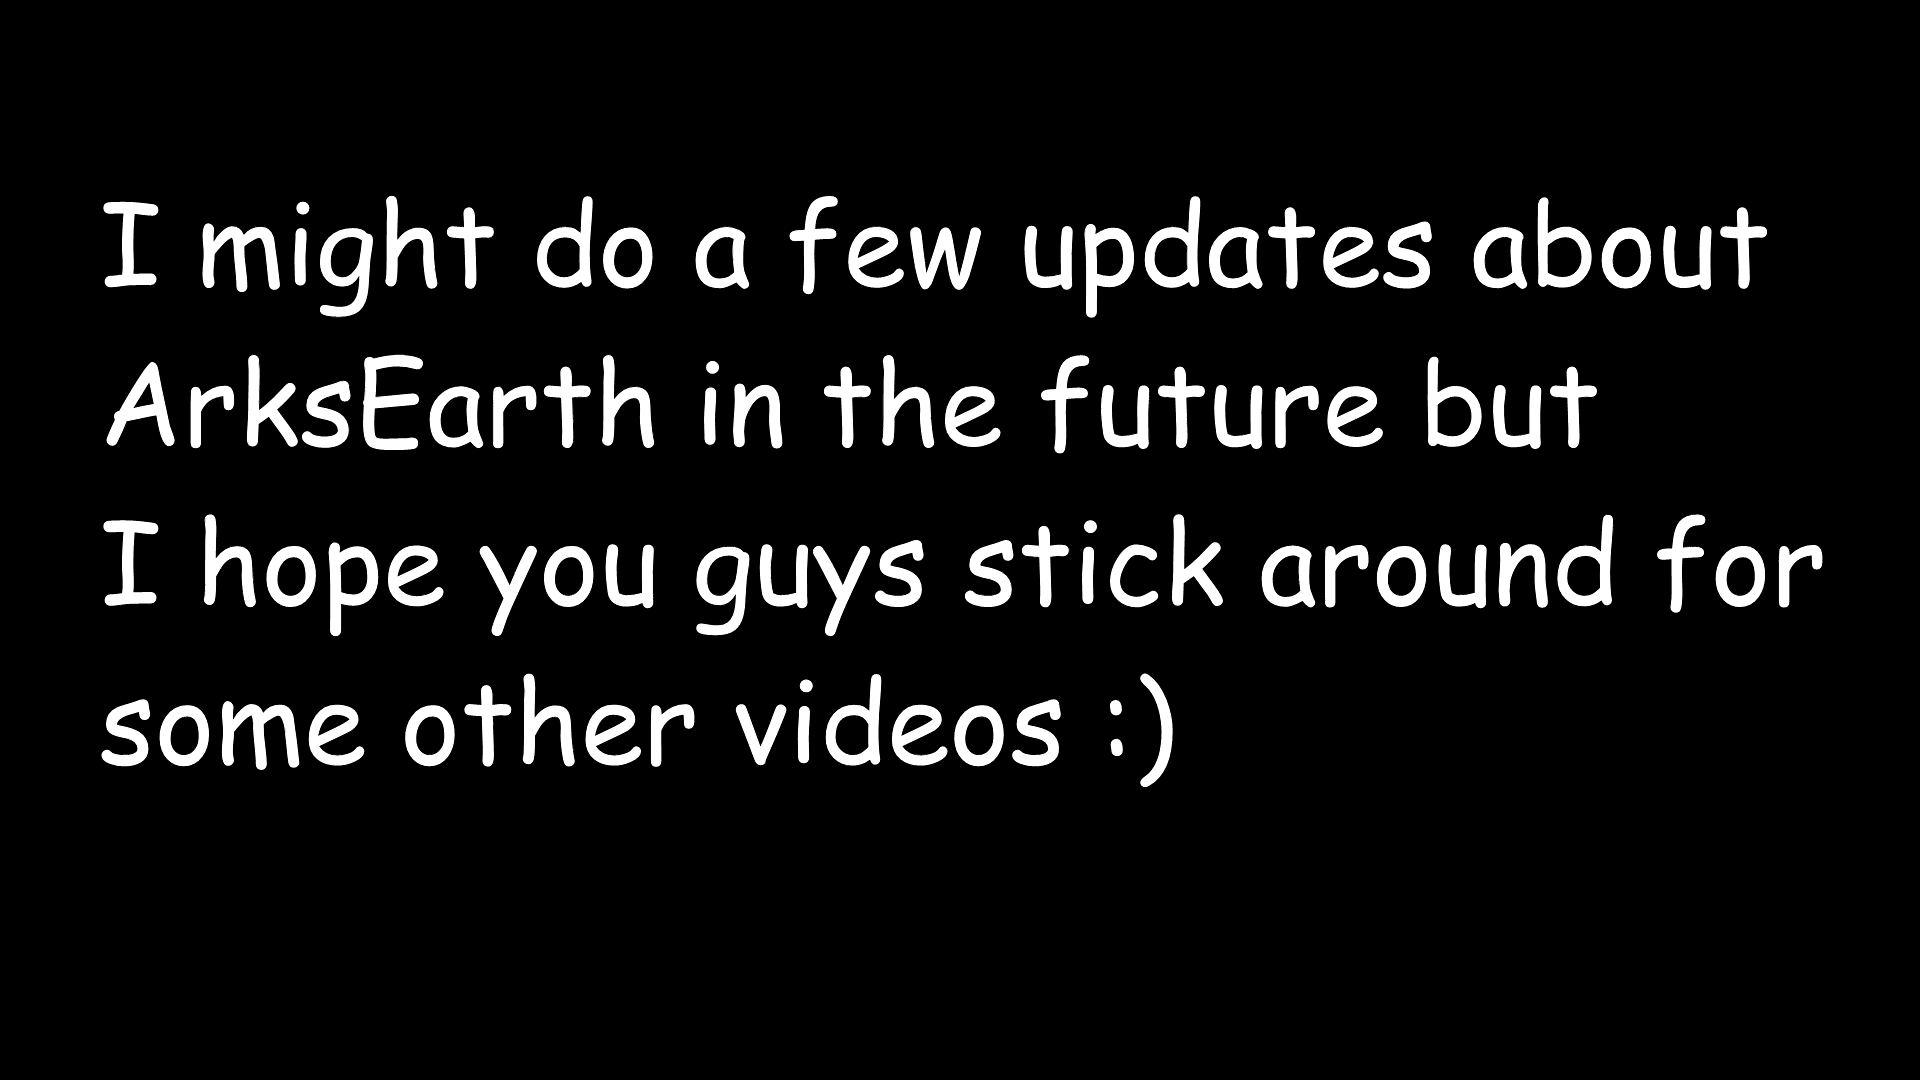 I might do a few updates about
ArksEarth in the future but
I hope you guys stick around for
some other videos :)